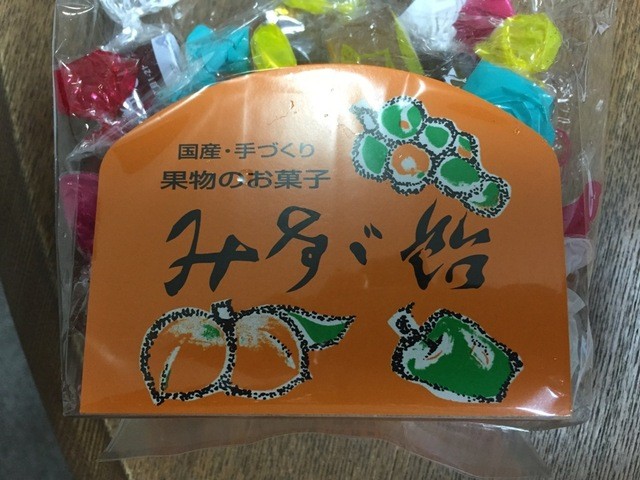 国産・手づくり
果物のお菓子
みすゞ飴